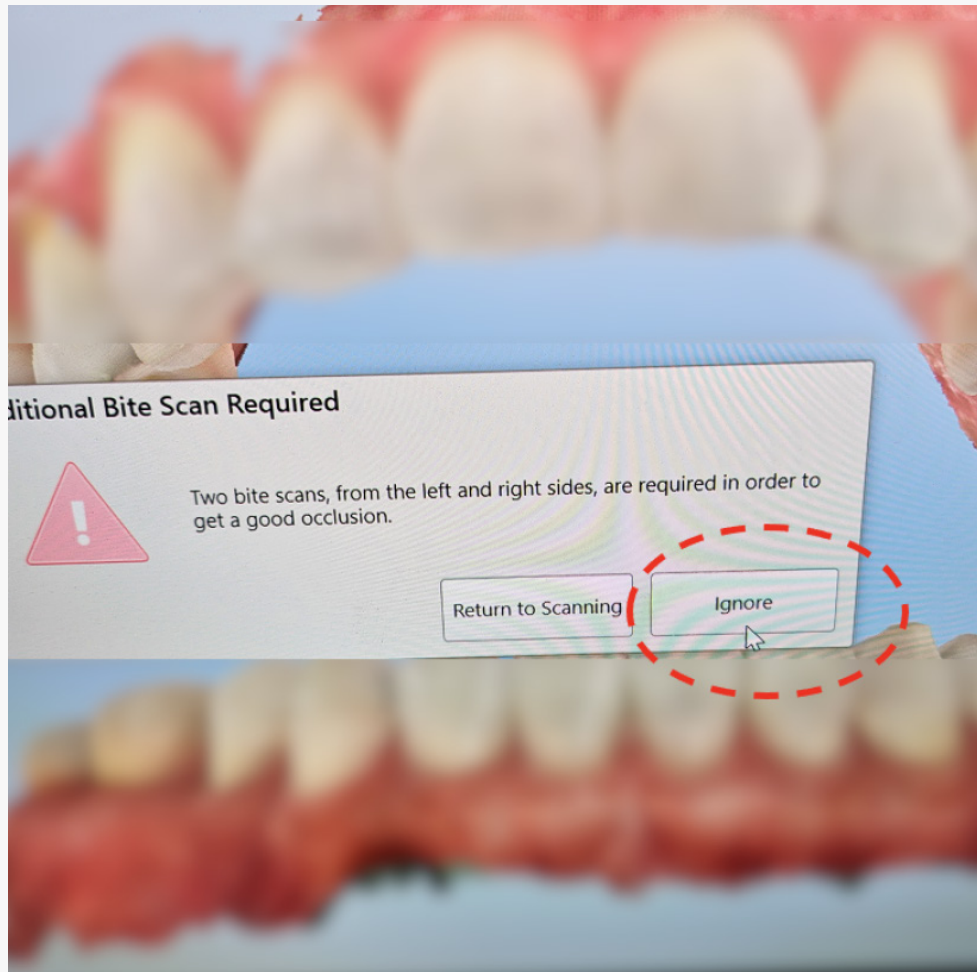 ditional Bite Scan Required
Two bite scans, from the left and right sides, are required in order to
get a good occlusion.
Return to Scanning
Ignore